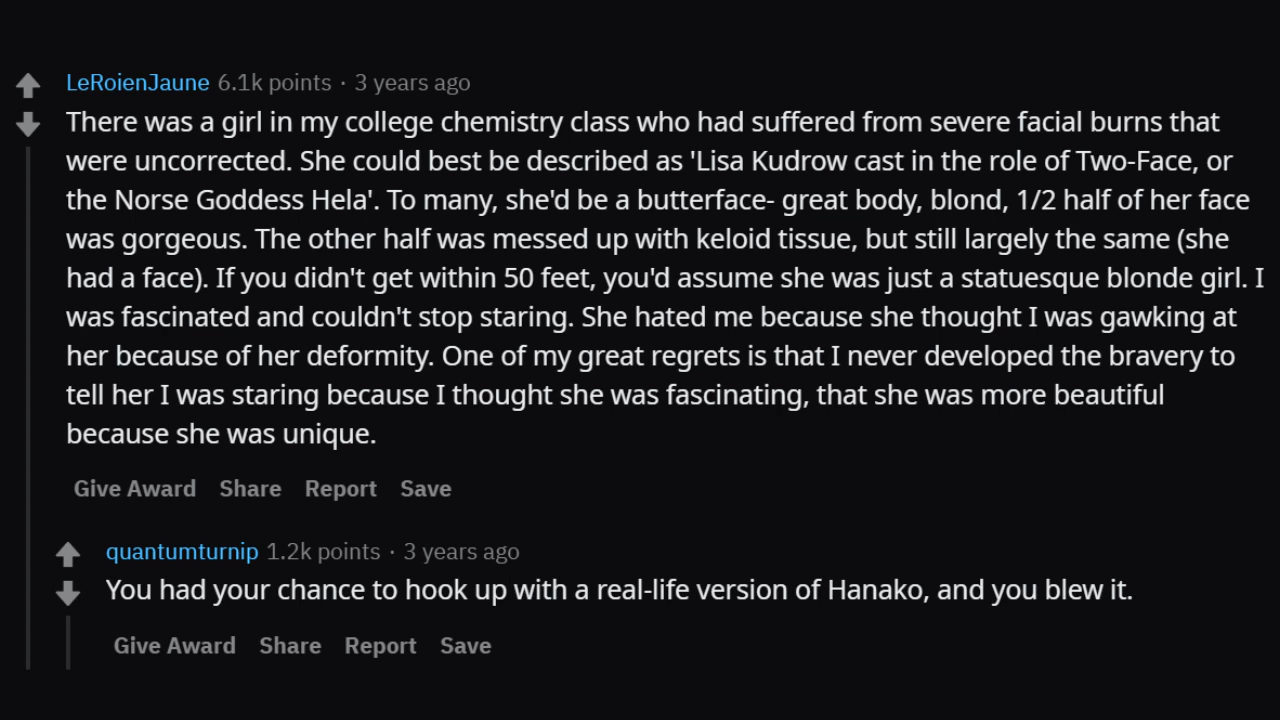 LeRoienJaune 6.1k points · 3 years ago
There was a girl in my college chemistry class who had suffered from severe facial burns that
were uncorrected. She could best be described as 'Lisa Kudrow cast in the role of Two-Face, or
the Norse Goddess Hela'. To many, she'd be a butterface- great body, blond, 1/2 half of her face
was gorgeous. The other half was messed up with keloid tissue, but still largely the same (she
had a face). If you didn't get within 50 feet, you'd assume she was just a statuesque blonde girl. I
was fascinated and couldn't stop staring. She hated me because she thought I was gawking at
her because of her deformity. One of my great regrets is that I never developed the bravery to
tell her I was staring because I thought she was fascinating, that she was more beautiful
because she was unique.
Give Award Share Report Save
quantumturnip 1.2k points · 3 years ago
You had your chance to hook up with a real-life version of Hanako, and you blew it.
Give Award Share Report Save